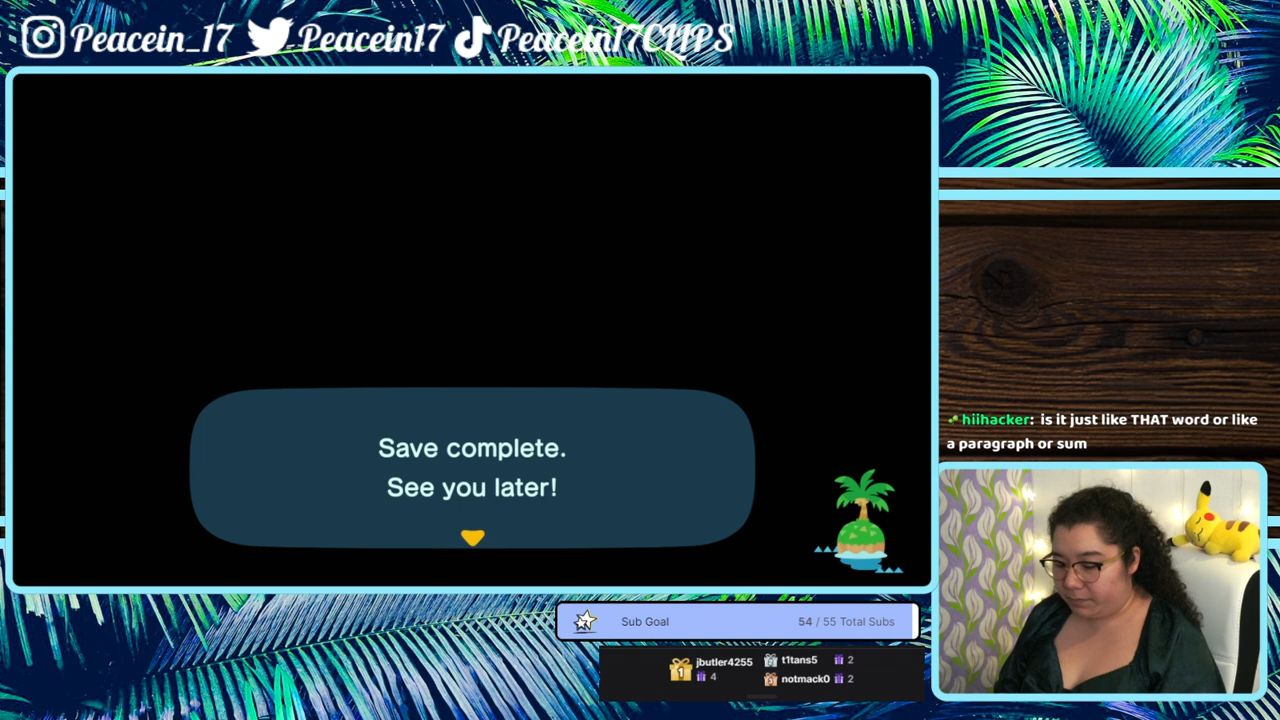 Peacein_17 Peacein17 Peacein17ClIPS
Save complete.
See you later!
hiihacker: is it just like THAT word or like
a paragraph or sum
Sub Goal 54 / 55 Total Subs
1 jbutler4255 4
t1tans5 2
notmack0 2